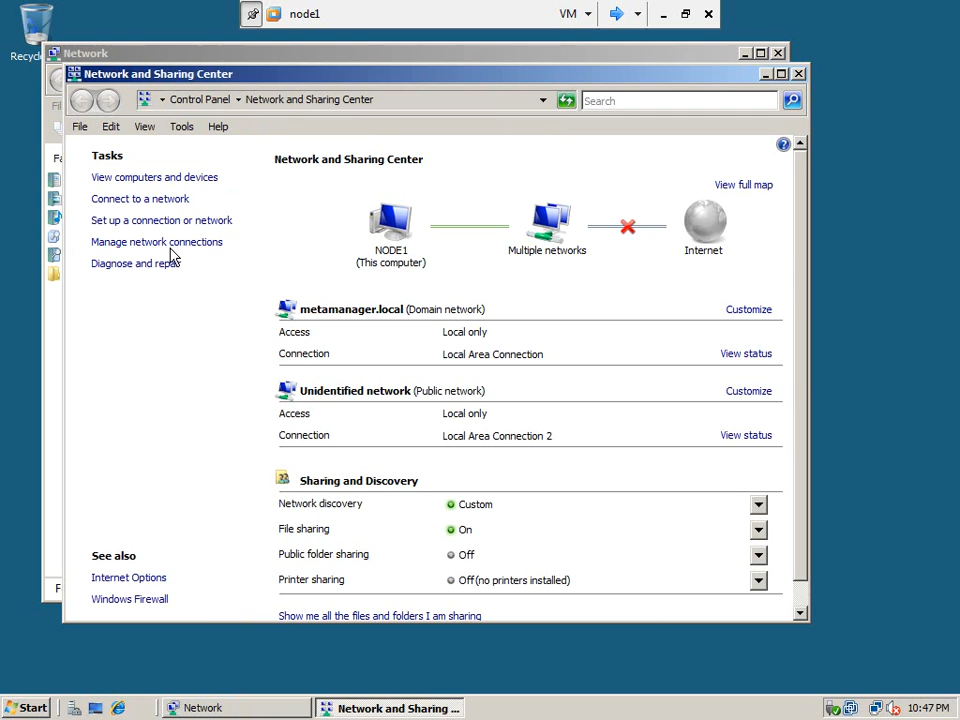 node1
VM
Recyc
Network
Network and Sharing Center
Control Panel
Network and Sharing Center
Search
File
Edit
View
Tools
Help
Tasks
View computers and devices
Connect to a network
Set up a connection or network
Manage network connections
Diagnose and repair
See also
Internet Options
Windows Firewall
Network and Sharing Center
View full map
NODE1
(This computer)
Multiple networks
Internet
metamanager.local (Domain network)
Customize
Access
Local only
Connection
Local Area Connection
View status
Unidentified network (Public network)
Customize
Access
Local only
Connection
Local Area Connection 2
View status
Sharing and Discovery
Network discovery
Custom
File sharing
On
Public folder sharing
Off
Printer sharing
Off (no printers installed)
Show me all the files and folders I am sharing
Start
Network
Network and Sharing ...
10:47 PM